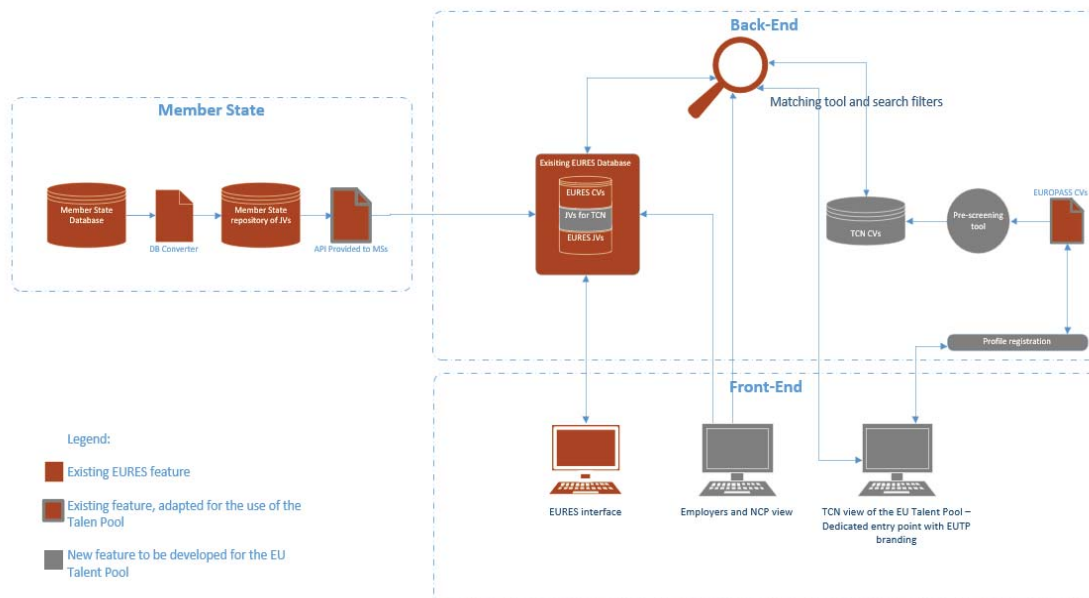 Back-End
Matching tool and search filters
Member State
Member State
Database
DB Converter
Member State
repository of JVs
API Provided to MSs
Exisiting EURES Database
EURES CVs
JVs for TCN
EURES JVs
TCN CVs
Pre-screening
tool
EUROPASS CVs
Profile registration
Front-End
EURES interface
Employers and NCP view
TCN view of the EU Talent Pool –
Dedicated entry point with EUTP
branding
Legend:
Existing EURES feature
Existing feature, adapted for the use of the
Talen Pool
New feature to be developed for the EU
Talent Pool